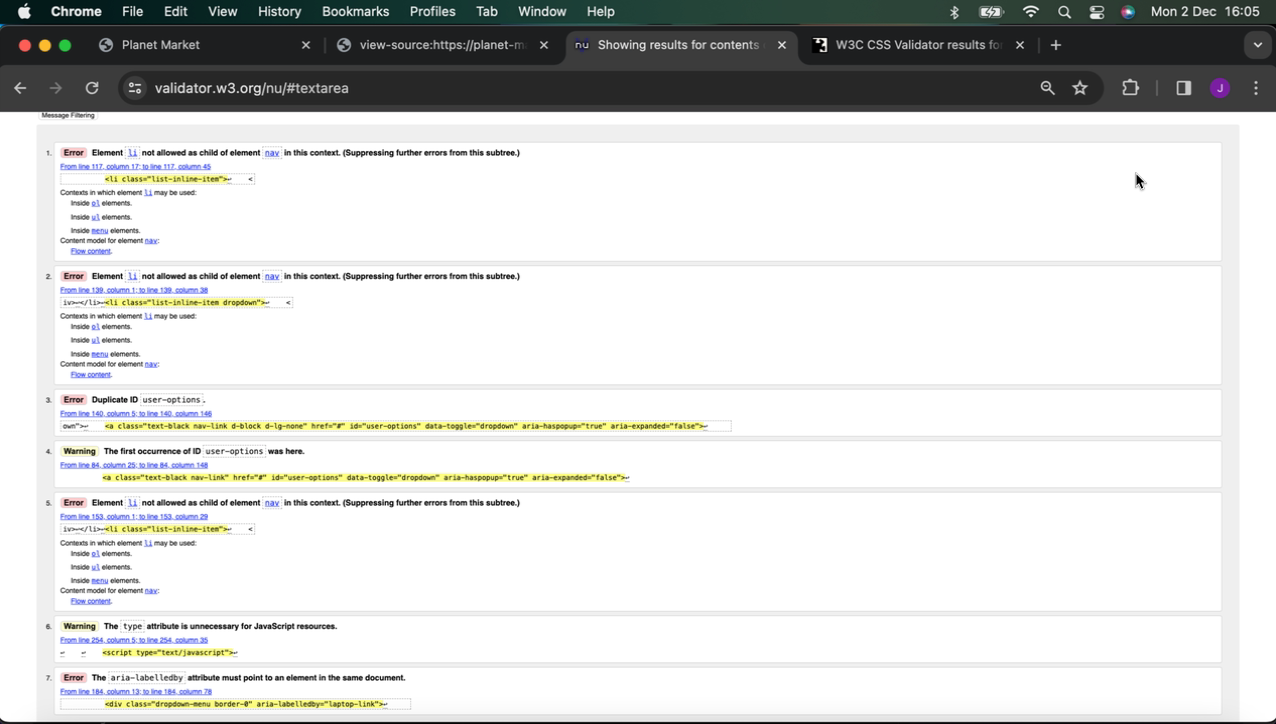 Chrome File Edit View History Bookmarks Profiles Tab Window Help Mon 2 Dec 16:05
Planet Market view-source:https://planet-m Showing results for contents W3C CSS Validator results fo
validator.w3.org/nu/#textarea J
Message Filtering
1. Error Element li not allowed as child of element nav in this context. (Suppressing further errors from this subtree.)
From line 117, column 17; to line 117, column 45
<li class="list-inline-item">↩ <
Contexts in which element li may be used:
Inside ol elements.
Inside ul elements.
Inside menu elements.
Content model for element nav:
Flow content.
2. Error Element li not allowed as child of element nav in this context. (Suppressing further errors from this subtree.)
From line 139, column 1; to line 139, column 38
iv>↩</li>↩<li class="list-inline-item dropdown">↩ <
Contexts in which element li may be used:
Inside ol elements.
Inside ul elements.
Inside menu elements.
Content model for element nav:
Flow content.
3. Error Duplicate ID user-options.
From line 140, column 5; to line 140, column 146
own">↩ <a class="text-black nav-link d-block d-lg-none" href="#" id="user-options" data-toggle="dropdown" aria-haspopup="true" aria-expanded="false">↩
4. Warning The first occurrence of ID user-options was here.
From line 84, column 25; to line 84, column 148
<a class="text-black nav-link" href="#" id="user-options" data-toggle="dropdown" aria-haspopup="true" aria-expanded="false">↩
5. Error Element li not allowed as child of element nav in this context. (Suppressing further errors from this subtree.)
From line 153, column 1; to line 153, column 29
iv>↩</li>↩<li class="list-inline-item">↩ <
Contexts in which element li may be used:
Inside ol elements.
Inside ul elements.
Inside menu elements.
Content model for element nav:
Flow content.
6. Warning The type attribute is unnecessary for JavaScript resources.
From line 254, column 5; to line 254, column 35
↩ ↩ <script type="text/javascript">↩
7. Error The aria-labelledby attribute must point to an element in the same document.
From line 184, column 13; to line 184, column 78
<div class="dropdown-menu border-0" aria-labelledby="laptop-link">↩